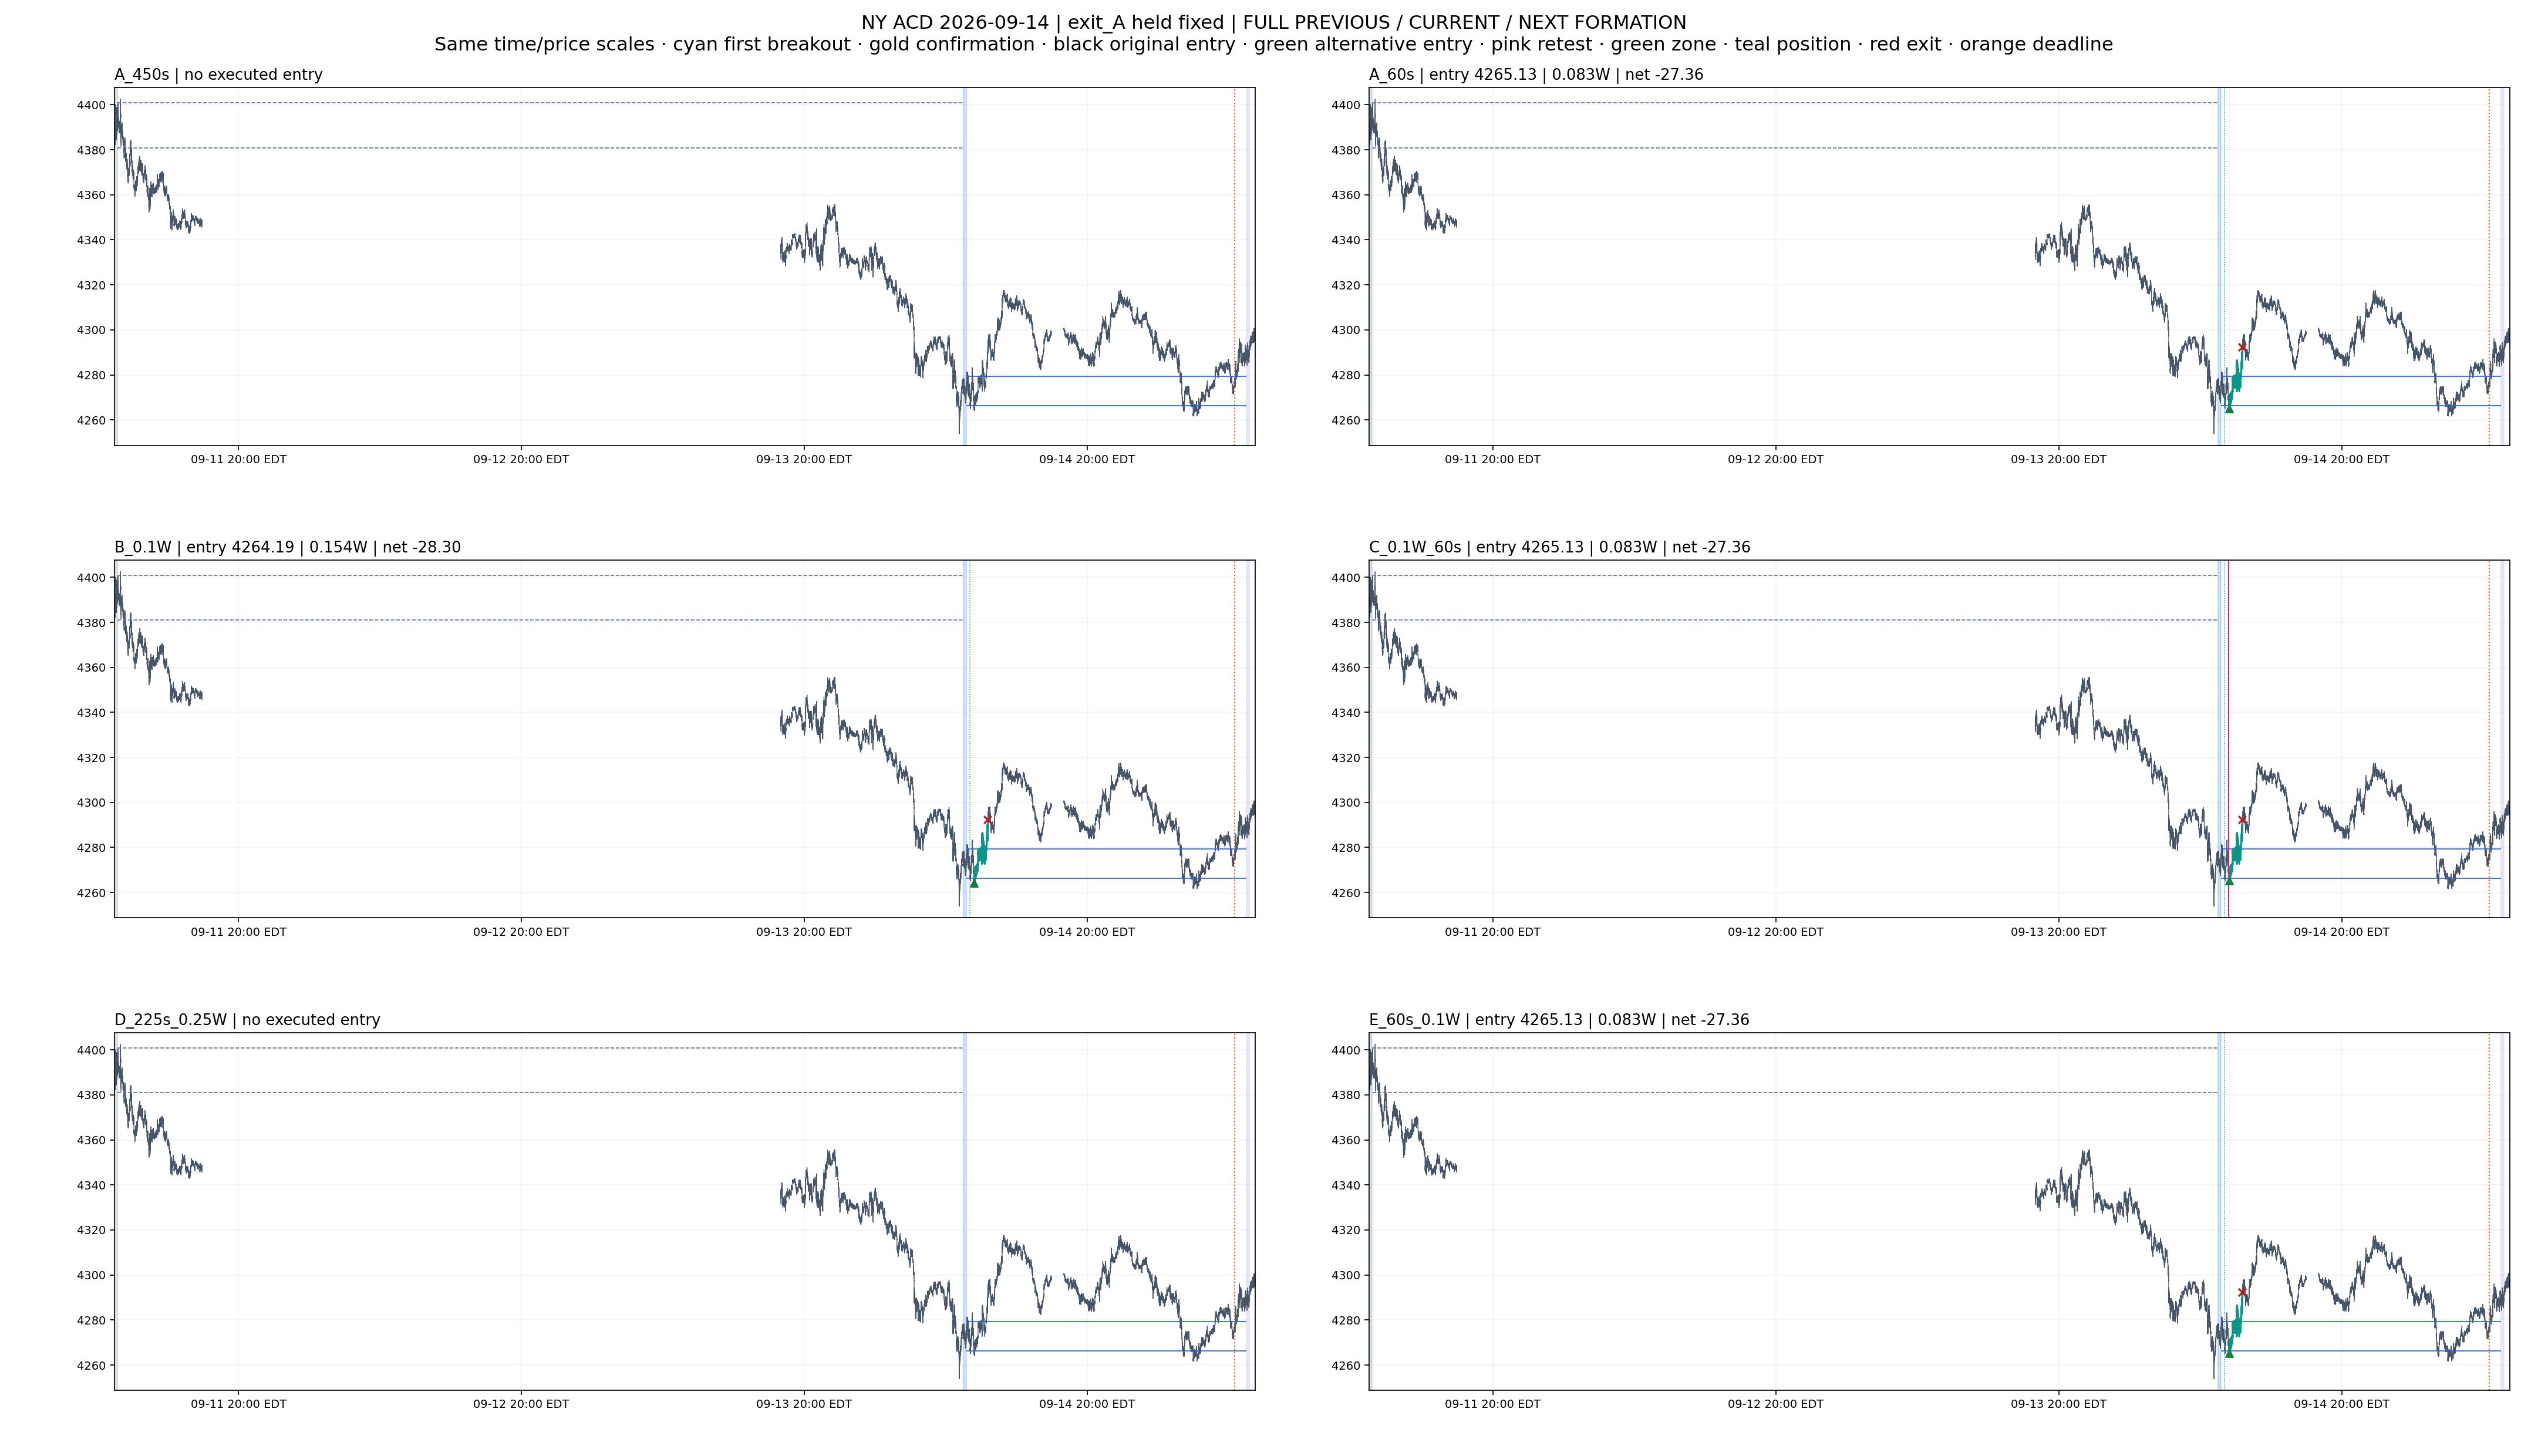 NY ACD 2026-09-14 | exit_A held fixed | FULL PREVIOUS / CURRENT / NEXT FORMATION
Same time/price scales · cyan first breakout · gold confirmation · black original entry · green alternative entry · pink retest · green zone · teal position · red exit · orange deadline
A_450s | no executed entry
4400
4380
4360
4340
4320
4300
4280
4260
09-11 20:00 EDT
09-12 20:00 EDT
09-13 20:00 EDT
09-14 20:00 EDT
A_60s | entry 4265.13 | 0.083W | net -27.36
4400
4380
4360
4340
4320
4300
4280
4260
09-11 20:00 EDT
09-12 20:00 EDT
09-13 20:00 EDT
09-14 20:00 EDT
B_0.1W | entry 4264.19 | 0.154W | net -28.30
4400
4380
4360
4340
4320
4300
4280
4260
09-11 20:00 EDT
09-12 20:00 EDT
09-13 20:00 EDT
09-14 20:00 EDT
C_0.1W_60s | entry 4265.13 | 0.083W | net -27.36
4400
4380
4360
4340
4320
4300
4280
4260
09-11 20:00 EDT
09-12 20:00 EDT
09-13 20:00 EDT
09-14 20:00 EDT
D_225s_0.25W | no executed entry
4400
4380
4360
4340
4320
4300
4280
4260
09-11 20:00 EDT
09-12 20:00 EDT
09-13 20:00 EDT
09-14 20:00 EDT
E_60s_0.1W | entry 4265.13 | 0.083W | net -27.36
4400
4380
4360
4340
4320
4300
4280
4260
09-11 20:00 EDT
09-12 20:00 EDT
09-13 20:00 EDT
09-14 20:00 EDT